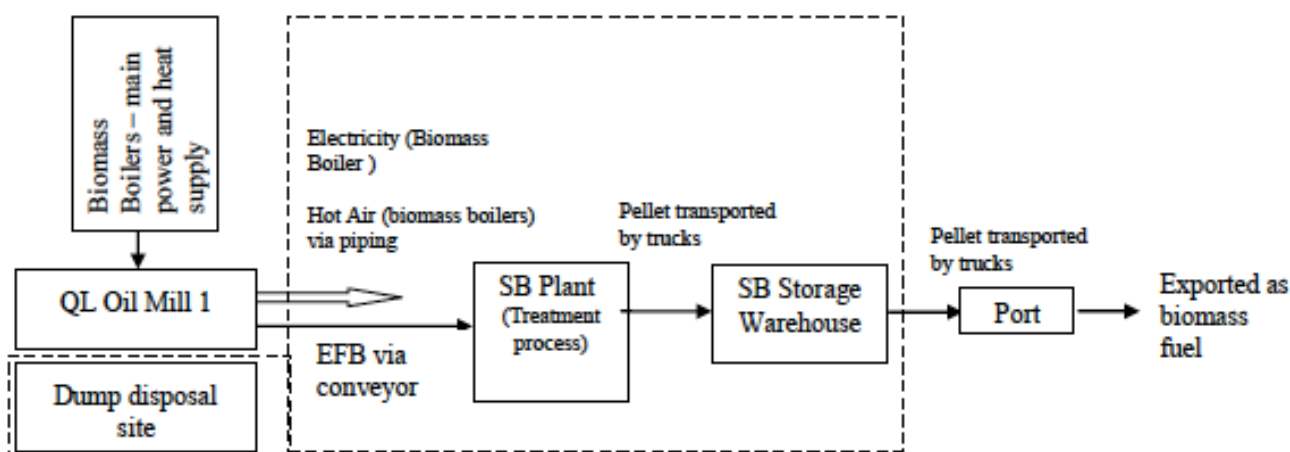 Biomass
Boilers – main
power and heat
supply
Electricity (Biomass
Boiler )
Hot Air (biomass boilers)
via piping
Pellet transported
by trucks
Pellet transported
by trucks
QL Oil Mill 1
SB Plant
(Treatment
process)
SB Storage
Warehouse
Port
Exported as
biomass
fuel
EFB via
conveyor
Dump disposal
site